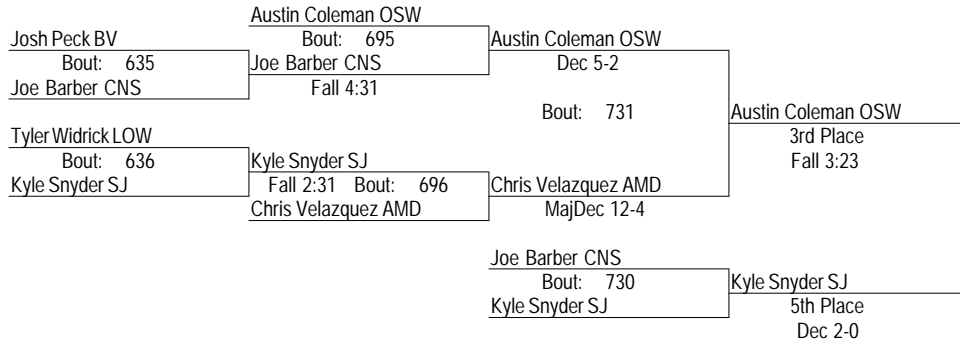 Austin Coleman OSW
Josh Peck BV
Bout: 695
Austin Coleman OSW
Bout: 635
Joe Barber CNS
Dec 5-2
Joe Barber CNS
Fall 4:31
Bout: 731
Austin Coleman OSW
Tyler Widrick LOW
3rd Place
Bout: 636
Kyle Snyder SJ
Fall 3:23
Kyle Snyder SJ
Fall 2:31 Bout: 696
Chris Velazquez AMD
Chris Velazquez AMD
MajDec 12-4
Joe Barber CNS
Bout: 730
Kyle Snyder SJ
Kyle Snyder SJ
5th Place
Dec 2-0